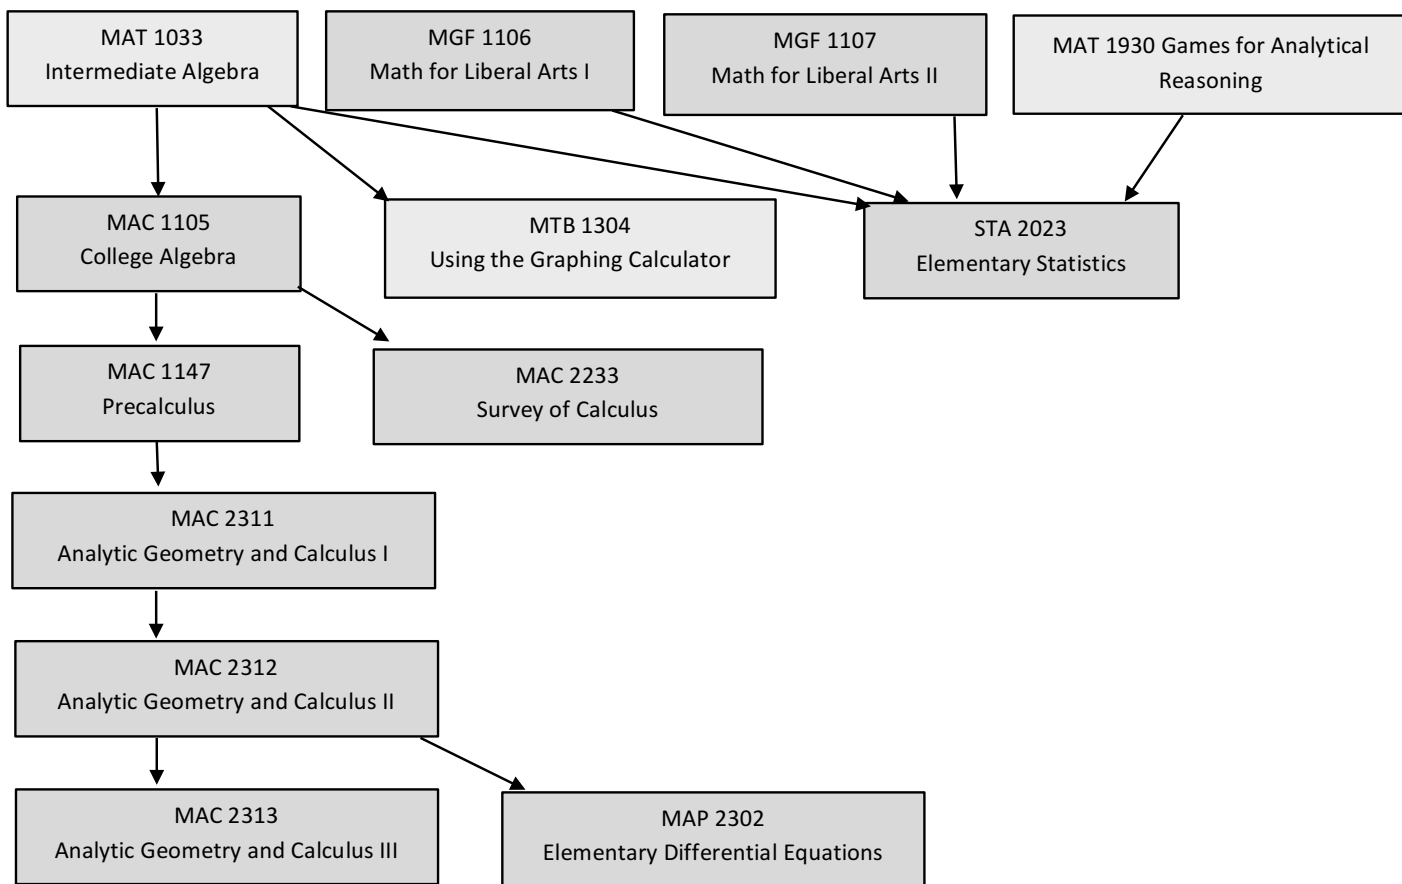 MAT 1033
Intermediate Algebra
MGF 1106
Math for Liberal Arts I
MGF 1107
Math for Liberal Arts II
MAT 1930 Games for Analytical
Reasoning
MAC 1105
College Algebra
MTB 1304
Using the Graphing Calculator
STA 2023
Elementary Statistics
MAC 1147
Precalculus
MAC 2233
Survey of Calculus
MAC 2311
Analytic Geometry and Calculus I
MAC 2312
Analytic Geometry and Calculus II
MAC 2313
Analytic Geometry and Calculus III
MAP 2302
Elementary Differential Equations